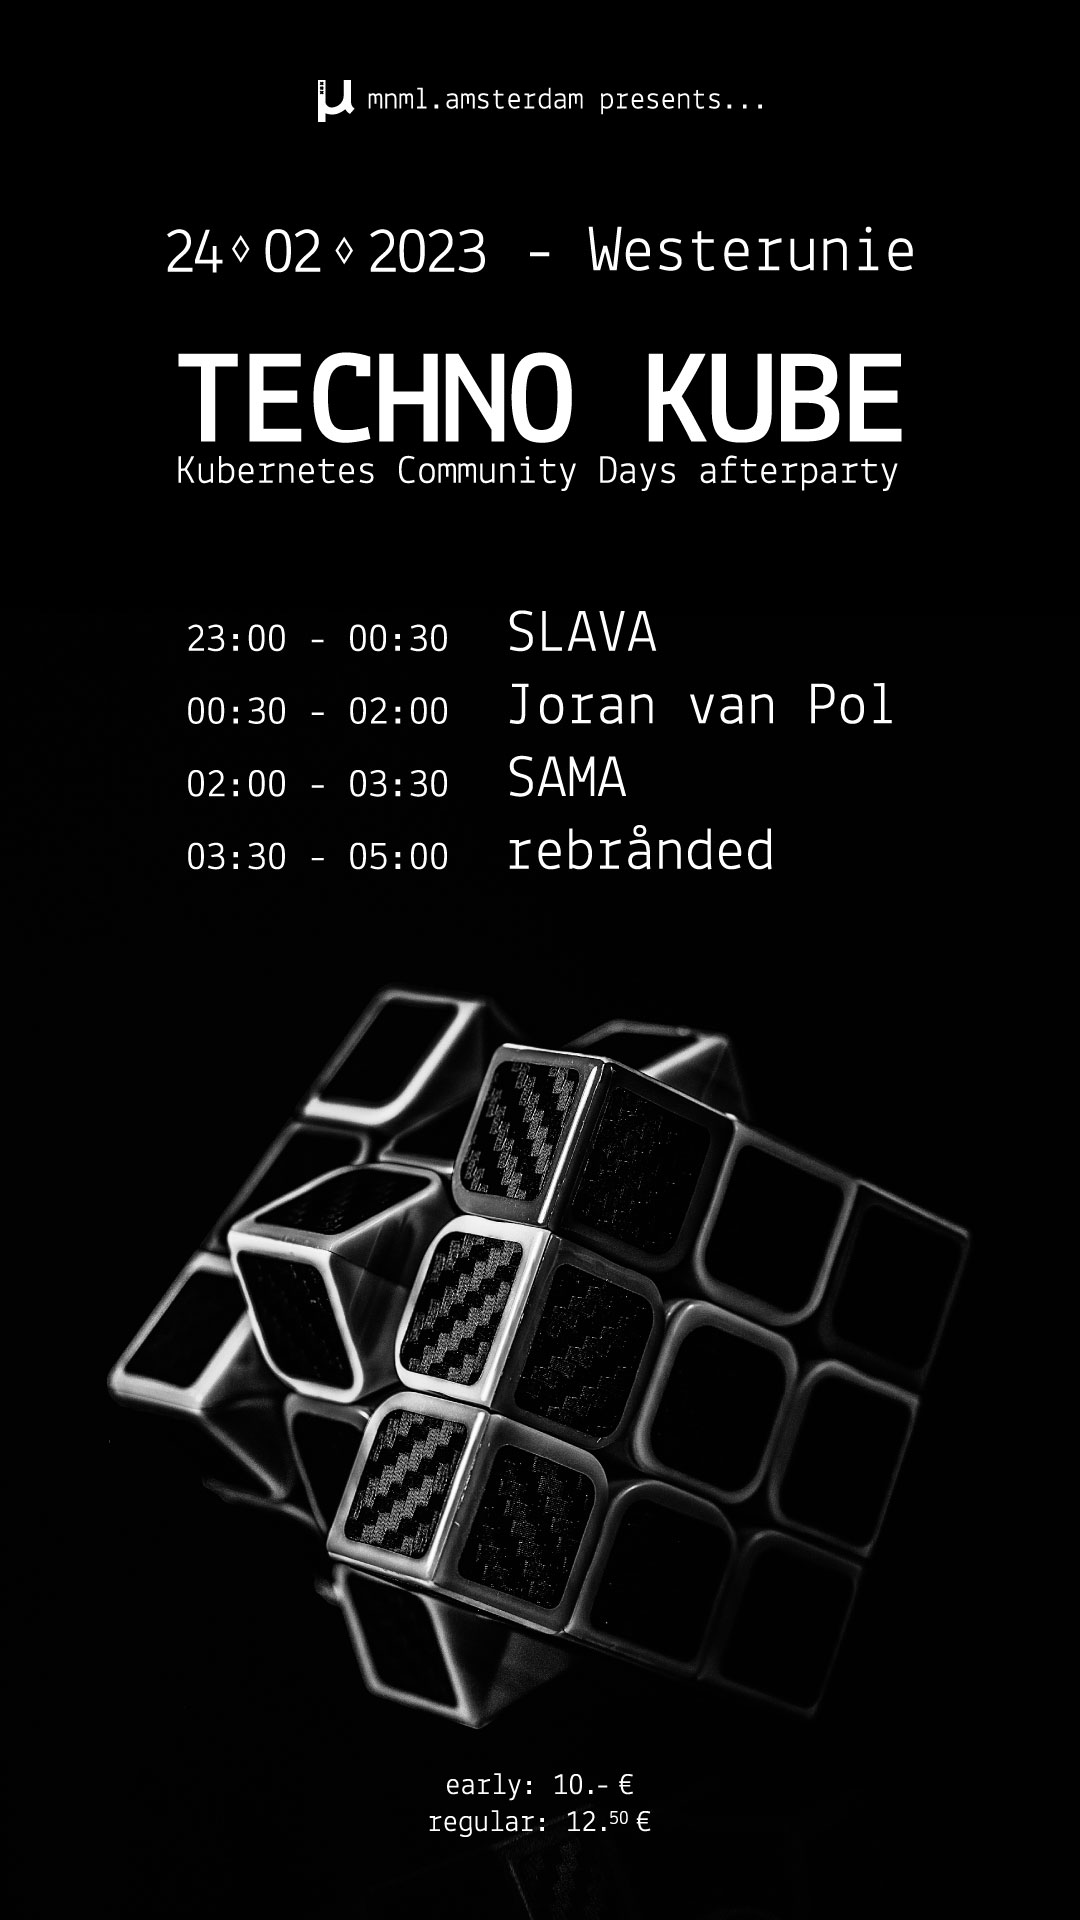 µ mnml.amsterdam presents...
24◊02◊2023 - Westerunie
TECHNO KUBE
Kubernetes Community Days afterparty
23:00 - 00:30 SLAVA
00:30 - 02:00 Joran van Pol
02:00 - 03:30 SAMA
03:30 - 05:00 rebrånded
early: 10.- €
regular: 12.50 €